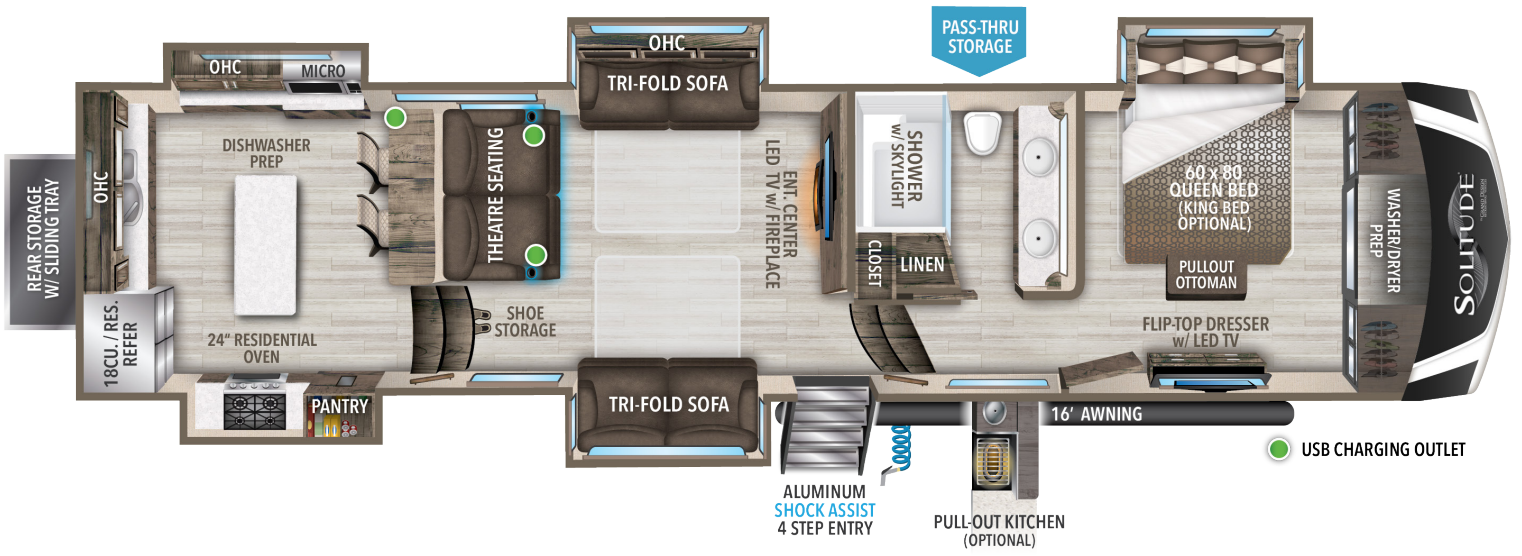 PASS-THRU
STORAGE
OHC
TRI-FOLD SOFA
OHC
MICRO
DISHWASHER
PREP
THEATRE SEATING
OHC
REAR STORAGE
W/ SLIDING TRAY
18CU. / RES.
REFER
24" RESIDENTIAL
OVEN
PANTRY
SHOE
STORAGE
TRI-FOLD SOFA
ENT. CENTER
LED TV w/ FIREPLACE
SHOWER
w/ SKYLIGHT
CLOSET
LINEN
60 x 80
QUEEN BED
(KING BED
OPTIONAL)
PULLOUT
OTTOMAN
FLIP-TOP DRESSER
w/ LED TV
WASHER/DRYER
PREP
SOLITUDE
16' AWNING
ALUMINUM
SHOCK ASSIST
4 STEP ENTRY
PULL-OUT KITCHEN
(OPTIONAL)
USB CHARGING OUTLET